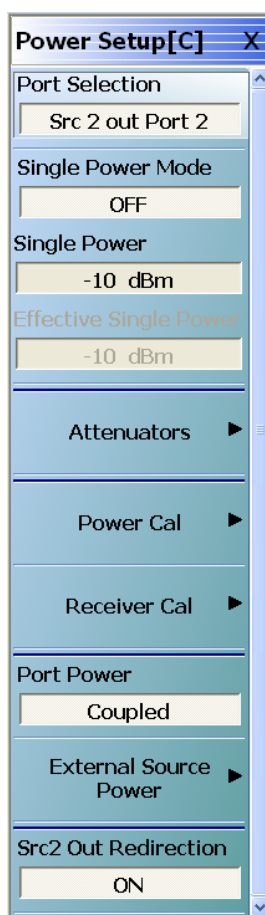 Power Setup[C] X
Port Selection
Src 2 out Port 2
Single Power Mode
OFF
Single Power
-10 dBm
Effective Single Power
-10 dBm
Attenuators
Power Cal
Receiver Cal
Port Power
Coupled
External Source
Power
Src2 Out Redirection
ON